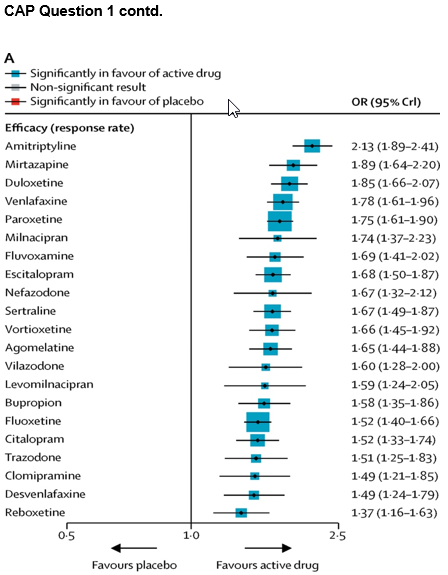 CAP Question 1 contd.
A
Significantly in favour of active drug
Non-significant result
Significantly in favour of placebo
OR (95% CrI)
Efficacy (response rate)
Amitriptyline 2·13 (1·89–2·41)
Mirtazapine 1·89 (1·64–2·20)
Duloxetine 1·85 (1·66–2·07)
Venlafaxine 1·78 (1·61–1·96)
Paroxetine 1·75 (1·61–1·90)
Milnacipran 1·74 (1·37–2·23)
Fluvoxamine 1·69 (1·41–2·02)
Escitalopram 1·68 (1·50–1·87)
Nefazodone 1·67 (1·32–2·12)
Sertraline 1·67 (1·49–1·87)
Vortioxetine 1·66 (1·45–1·92)
Agomelatine 1·65 (1·44–1·88)
Vilazodone 1·60 (1·28–2·00)
Levomilnacipran 1·59 (1·24–2·05)
Bupropion 1·58 (1·35–1·86)
Fluoxetine 1·52 (1·40–1·66)
Citalopram 1·52 (1·33–1·74)
Trazodone 1·51 (1·25–1·83)
Clomipramine 1·49 (1·21–1·85)
Desvenlafaxine 1·49 (1·24–1·79)
Reboxetine 1·37 (1·16–1·63)
0·5 1·0 2·5
Favours placebo Favours active drug